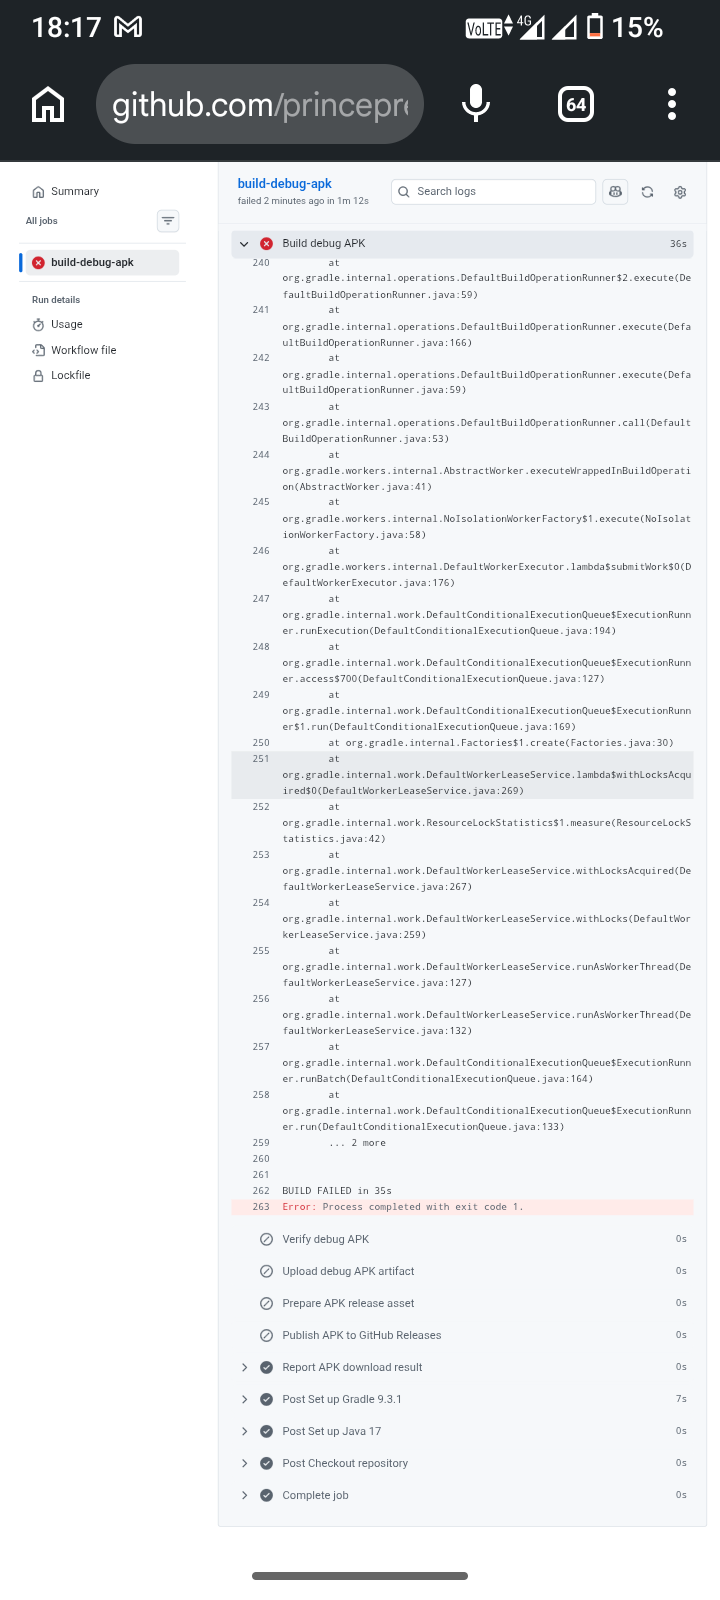 18:17
VoLTE 4G 15%
github.com/princepre
64
Summary
All jobs
build-debug-apk
Run details
Usage
Workflow file
Lockfile
build-debug-apk
failed 2 minutes ago in 1m 12s
Search logs
Build debug APK 36s
240 at
org.gradle.internal.operations.DefaultBuildOperationRunner$2.execute(De
faultBuildOperationRunner.java:59)
241 at
org.gradle.internal.operations.DefaultBuildOperationRunner.execute(Defa
ultBuildOperationRunner.java:166)
242 at
org.gradle.internal.operations.DefaultBuildOperationRunner.execute(Defa
ultBuildOperationRunner.java:59)
243 at
org.gradle.internal.operations.DefaultBuildOperationRunner.call(Default
BuildOperationRunner.java:53)
244 at
org.gradle.workers.internal.AbstractWorker.executeWrappedInBuildOperati
on(AbstractWorker.java:41)
245 at
org.gradle.workers.internal.NoIsolationWorkerFactory$1.execute(NoIsolat
ionWorkerFactory.java:58)
246 at
org.gradle.workers.internal.DefaultWorkerExecutor.lambda$submitWork$0(D
efaultWorkerExecutor.java:176)
247 at
org.gradle.internal.work.DefaultConditionalExecutionQueue$ExecutionRunn
er.runExecution(DefaultConditionalExecutionQueue.java:194)
248 at
org.gradle.internal.work.DefaultConditionalExecutionQueue$ExecutionRunn
er.access$700(DefaultConditionalExecutionQueue.java:127)
249 at
org.gradle.internal.work.DefaultConditionalExecutionQueue$ExecutionRunn
er$1.run(DefaultConditionalExecutionQueue.java:169)
250 at org.gradle.internal.Factories$1.create(Factories.java:30)
251 at
org.gradle.internal.work.DefaultWorkerLeaseService.lambda$withLocksAcqu
ired$0(DefaultWorkerLeaseService.java:269)
252 at
org.gradle.internal.work.ResourceLockStatistics$1.measure(ResourceLockS
tatistics.java:42)
253 at
org.gradle.internal.work.DefaultWorkerLeaseService.withLocksAcquired(De
faultWorkerLeaseService.java:267)
254 at
org.gradle.internal.work.DefaultWorkerLeaseService.withLocks(DefaultWor
kerLeaseService.java:259)
255 at
org.gradle.internal.work.DefaultWorkerLeaseService.runAsWorkerThread(De
faultWorkerLeaseService.java:127)
256 at
org.gradle.internal.work.DefaultWorkerLeaseService.runAsWorkerThread(De
faultWorkerLeaseService.java:132)
257 at
org.gradle.internal.work.DefaultConditionalExecutionQueue$ExecutionRunn
er.runBatch(DefaultConditionalExecutionQueue.java:164)
258 at
org.gradle.internal.work.DefaultConditionalExecutionQueue$ExecutionRunn
er.run(DefaultConditionalExecutionQueue.java:133)
259 ... 2 more
260
261
262 BUILD FAILED in 35s
263 Error: Process completed with exit code 1.
Verify debug APK 0s
Upload debug APK artifact 0s
Prepare APK release asset 0s
Publish APK to GitHub Releases 0s
Report APK download result 0s
Post Set up Gradle 9.3.1 7s
Post Set up Java 17 0s
Post Checkout repository 0s
Complete job 0s